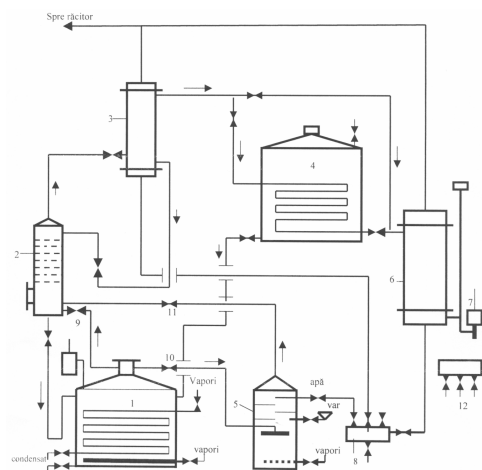 Spre răcitor
3
4
2
6
7
9
11
10
11
Vapori
apă
12
1
5
var
condensat
vapori
vapori
8